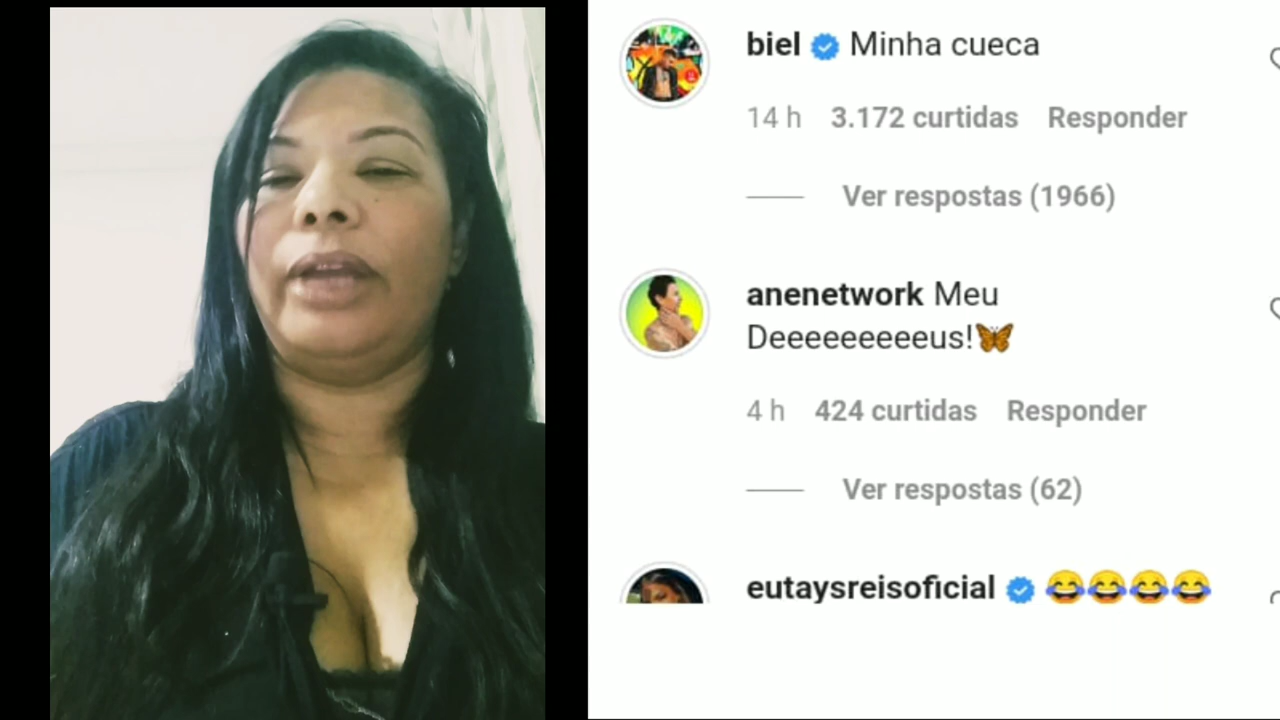 biel Minha cueca
14 h 3.172 curtidas Responder
Ver respostas (1966)
anenetwork Meu
Deeeeeeeeeus!🦋
4 h 424 curtidas Responder
Ver respostas (62)
eutaysreisoficial 😂😂😂😂